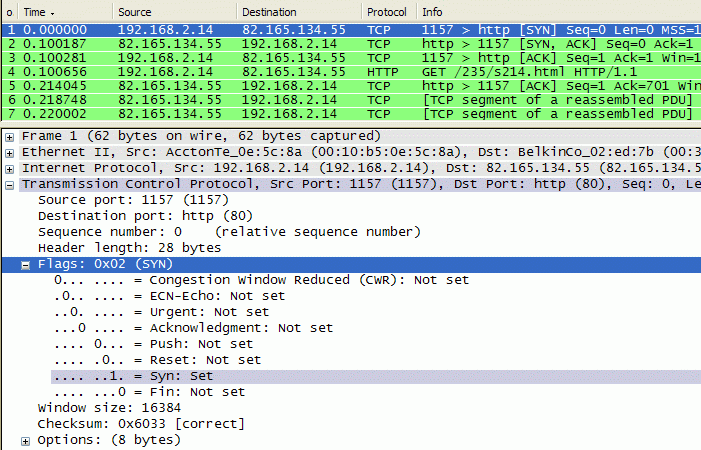 o Time Source Destination Protocol Info
1 0.000000 192.168.2.14 82.165.134.55 TCP 1157 > http [SYN] Seq=0 Len=0 MSS=1
2 0.100187 82.165.134.55 192.168.2.14 TCP http > 1157 [SYN, ACK] Seq=0 Ack=1
3 0.100281 192.168.2.14 82.165.134.55 TCP 1157 > http [ACK] Seq=1 Ack=1 Win=1
4 0.100656 192.168.2.14 82.165.134.55 HTTP GET /235/s214.html HTTP/1.1
5 0.214045 82.165.134.55 192.168.2.14 TCP http > 1157 [ACK] Seq=1 Ack=701 Win
6 0.218748 82.165.134.55 192.168.2.14 TCP [TCP segment of a reassembled PDU]
7 0.220002 82.165.134.55 192.168.2.14 TCP [TCP segment of a reassembled PDU]
Frame 1 (62 bytes on wire, 62 bytes captured)
Ethernet II, Src: AcctonTe_0e:5c:8a (00:10:b5:0e:5c:8a), Dst: BelkinCo_02:ed:7b (00:3
Internet Protocol, Src: 192.168.2.14 (192.168.2.14), Dst: 82.165.134.55 (82.165.134.5
Transmission Control Protocol, Src Port: 1157 (1157), Dst Port: http (80), Seq: 0, Le
Source port: 1157 (1157)
Destination port: http (80)
Sequence number: 0 (relative sequence number)
Header length: 28 bytes
Flags: 0x02 (SYN)
0... .... = Congestion Window Reduced (CWR): Not set
.0.. .... = ECN-Echo: Not set
..0. .... = Urgent: Not set
...0 .... = Acknowledgment: Not set
.... 0... = Push: Not set
.... .0.. = Reset: Not set
.... ..1. = Syn: Set
.... ...0 = Fin: Not set
Window size: 16384
Checksum: 0x6033 [correct]
Options: (8 bytes)